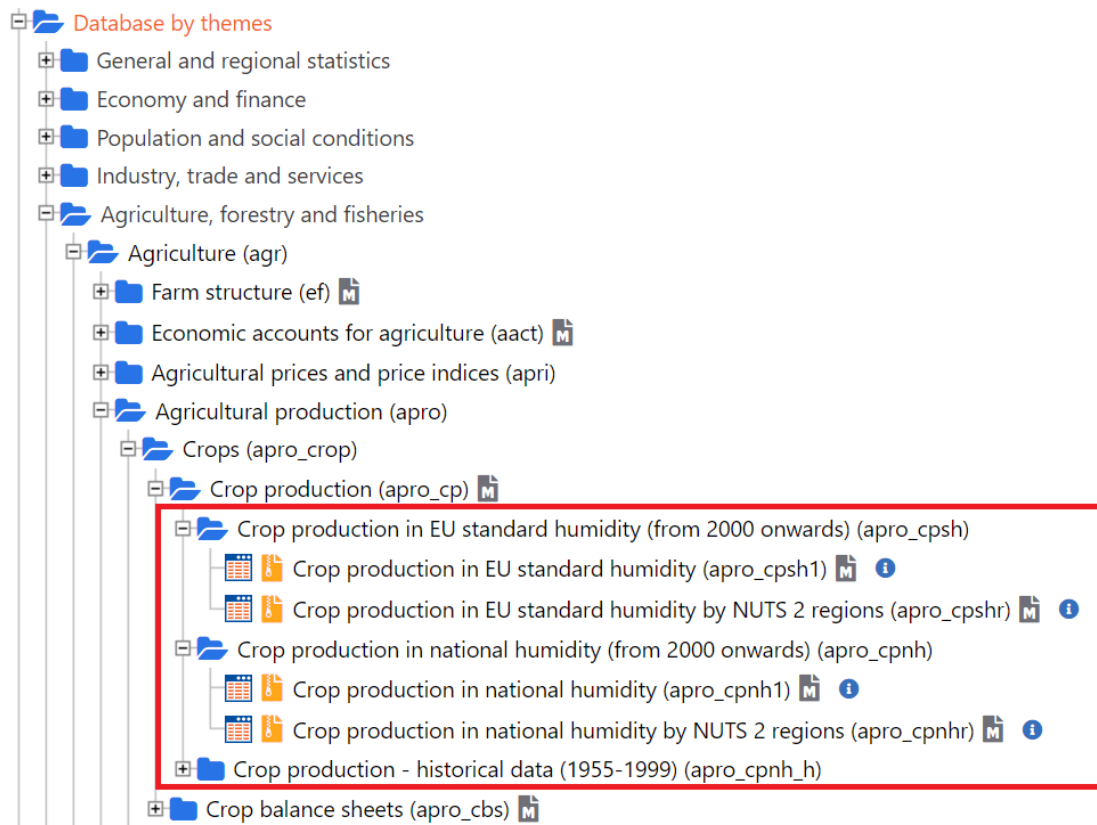 Database by themes
General and regional statistics
Economy and finance
Population and social conditions
Industry, trade and services
Agriculture, forestry and fisheries
Agriculture (agr)
Farm structure (ef) M
Economic accounts for agriculture (aact) M
Agricultural prices and price indices (apri)
Agricultural production (apro)
Crops (apro_crop)
Crop production (apro_cp) M
Crop production in EU standard humidity (from 2000 onwards) (apro_cpsh)
Crop production in EU standard humidity (apro_cpsh1) M i
Crop production in EU standard humidity by NUTS 2 regions (apro_cpshr) M i
Crop production in national humidity (from 2000 onwards) (apro_cpnh)
Crop production in national humidity (apro_cpnh1) M i
Crop production in national humidity by NUTS 2 regions (apro_cpnhr) M i
Crop production - historical data (1955-1999) (apro_cpnh_h)
Crop balance sheets (apro_cbs) M